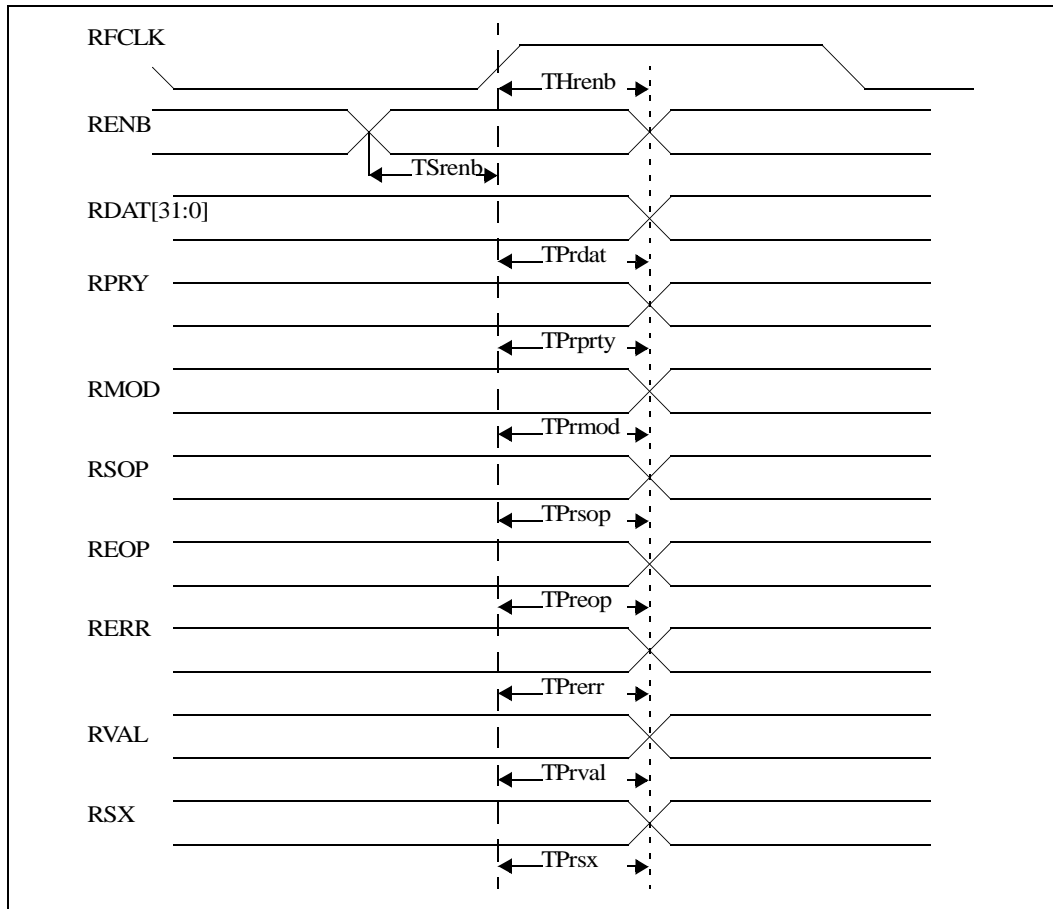 RFCLK
THrenb
RENB
TSrenb
RDAT[31:0]
TPrdat
RPRY
TPrprty
RMOD
TPrmod
RSOP
TPrsop
REOP
TPreop
RERR
TPrerr
RVAL
TPrval
RSX
TPrsx